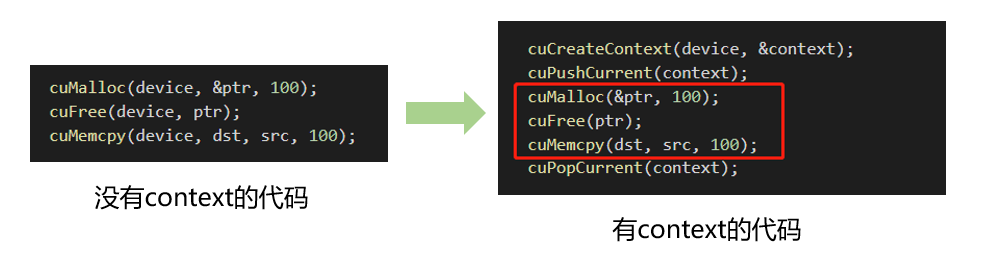 cuMalloc(device, &ptr, 100);
cuFree(device, ptr);
cuMemcpy(device, dst, src, 100);
没有context的代码
cuCreateContext(device, &context);
cuPushCurrent(context);
cuMalloc(&ptr, 100);
cuFree(ptr);
cuMemcpy(dst, src, 100);
cuPopCurrent(context);
有context的代码